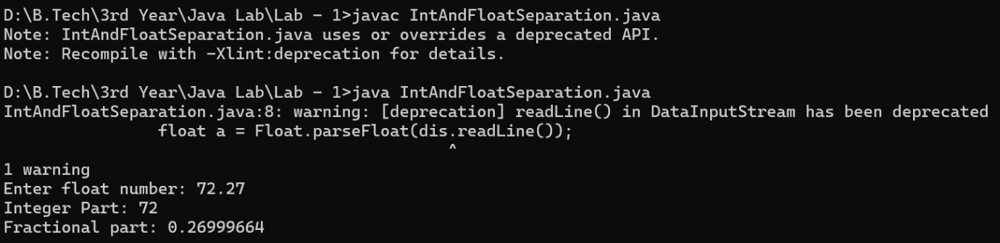 D:\B.Tech\3rd Year\Java Lab\Lab - 1>javac IntAndFloatSeparation.java
Note: IntAndFloatSeparation.java uses or overrides a deprecated API.
Note: Recompile with -Xlint:deprecation for details.
D:\B.Tech\3rd Year\Java Lab\Lab - 1>java IntAndFloatSeparation.java
IntAndFloatSeparation.java:8: warning: [deprecation] readLine() in DataInputStream has been deprecated
float a = Float.parseFloat(dis.readLine());
^
1 warning
Enter float number: 72.27
Integer Part: 72
Fractional part: 0.26999664